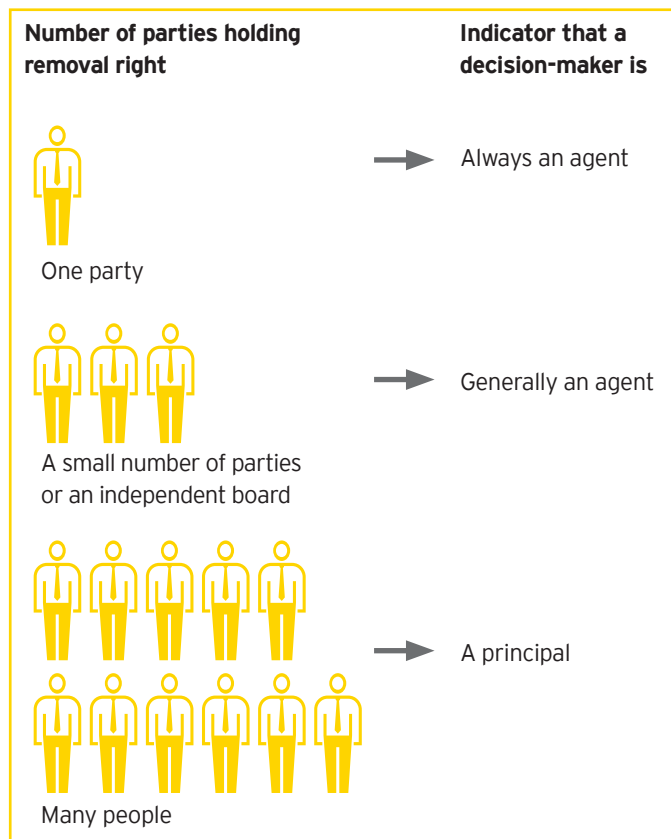 Number of parties holding
removal right
Indicator that a
decision-maker is
Always an agent
One party
Generally an agent
A small number of parties
or an independent board
A principal
Many people